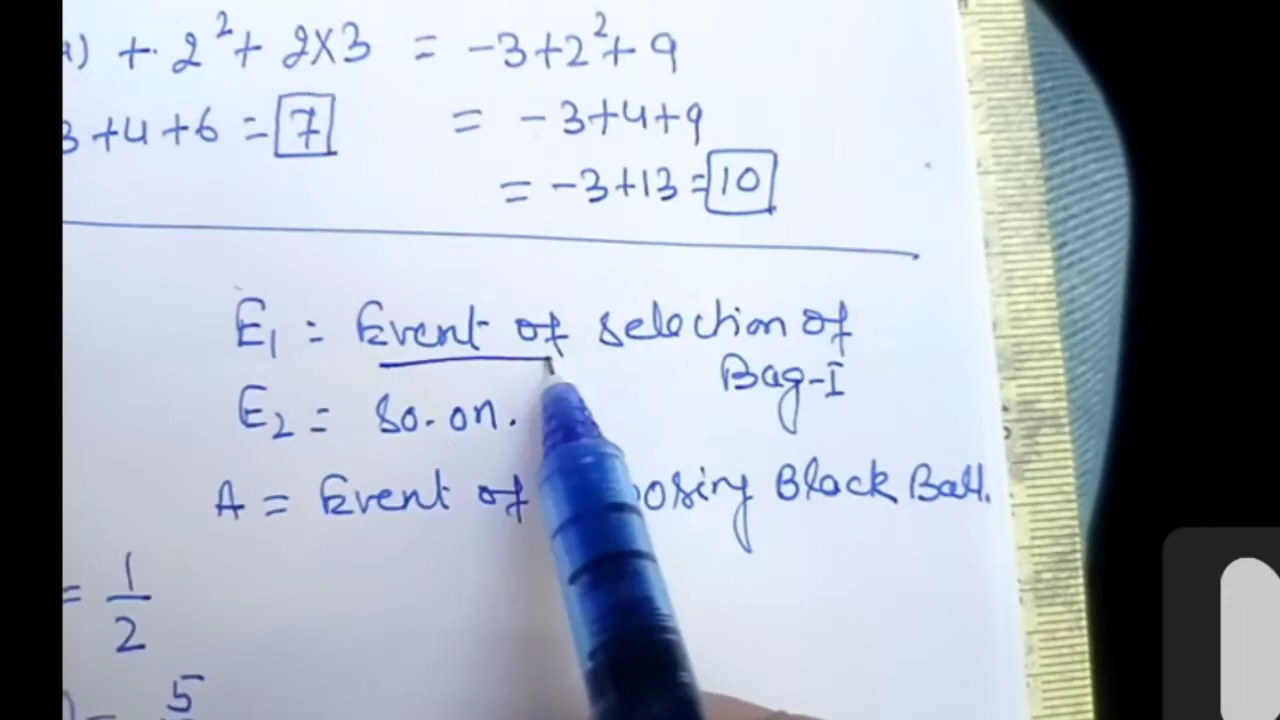 + 2² + 2×3 = -3+2²+9
3+4+6 = 7 = -3+4+9
= -3+13 = 10
E₁ = Event of selection of
Bag-I
E₂ = So. on.
A = Event of Black Ball.
= 1/2
= 5